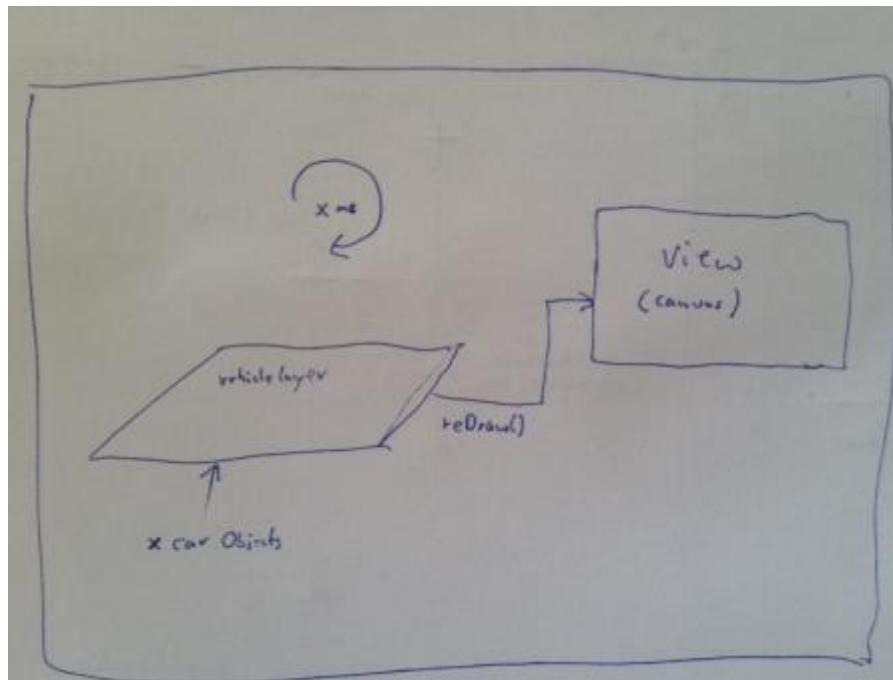 x ms
View
(canvas)
vehiclelayer
reDraw()
x car Objects